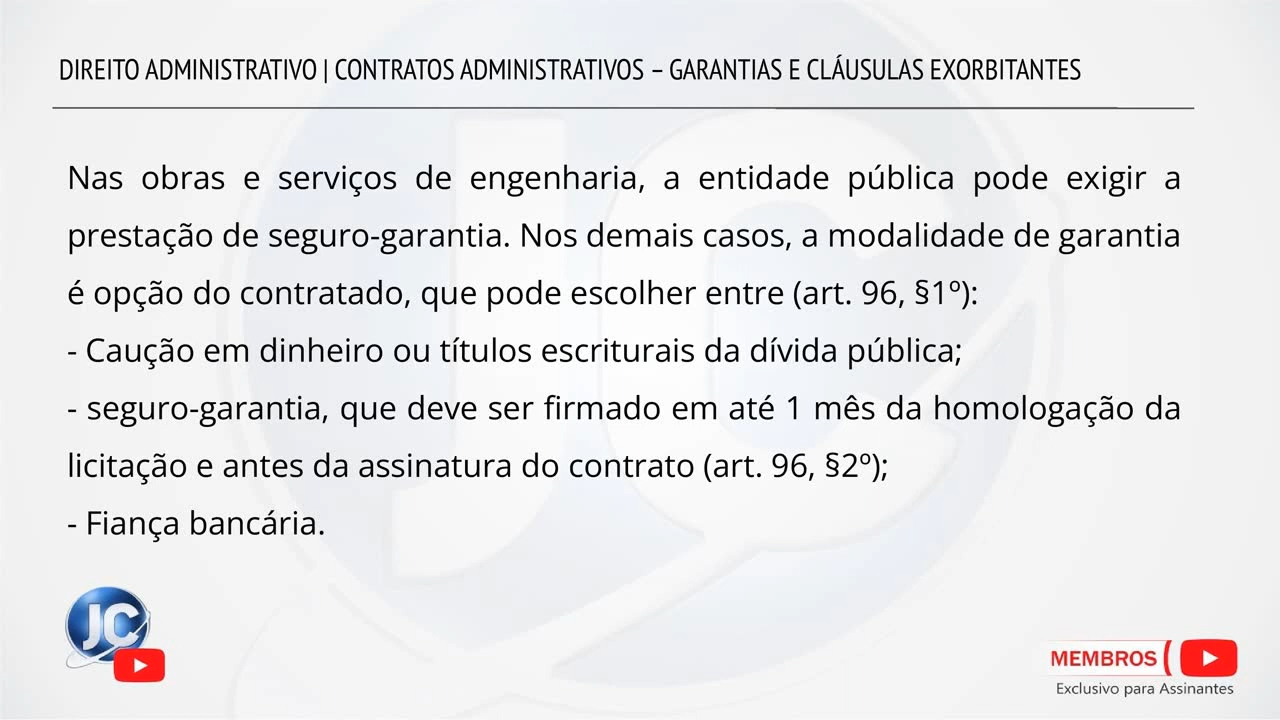 DIREITO ADMINISTRATIVO | CONTRATOS ADMINISTRATIVOS – GARANTIAS E CLÁUSULAS EXORBITANTES
Nas obras e serviços de engenharia, a entidade pública pode exigir a
prestação de seguro-garantia. Nos demais casos, a modalidade de garantia
é opção do contratado, que pode escolher entre (art. 96, §1º):
- Caução em dinheiro ou títulos escriturais da dívida pública;
- seguro-garantia, que deve ser firmado em até 1 mês da homologação da
licitação e antes da assinatura do contrato (art. 96, §2º);
- Fiança bancária.
JC
MEMBROS
Exclusivo para Assinantes